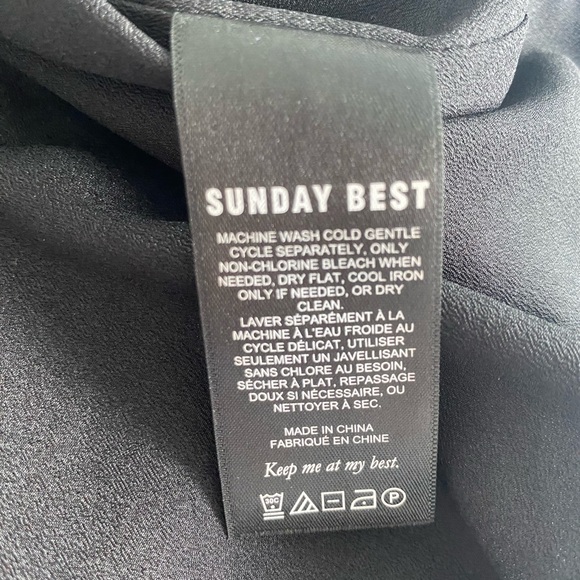 SUNDAY BEST
MACHINE WASH COLD GENTLE
CYCLE SEPARATELY, ONLY
NON-CHLORINE BLEACH WHEN
NEEDED, DRY FLAT, COOL IRON
ONLY IF NEEDED, OR DRY
CLEAN.
LAVER SÉPARÉMENT À LA
MACHINE À L'EAU FROIDE AU
CYCLE DÉLICAT, UTILISER
SEULEMENT UN JAVELLISANT
SANS CHLORE AU BESOIN,
SÉCHER À PLAT, REPASSAGE
DOUX SI NÉCESSAIRE, OU
NETTOYER À SEC.
MADE IN CHINA
FABRIQUÉ EN CHINE
Keep me at my best.
30C P